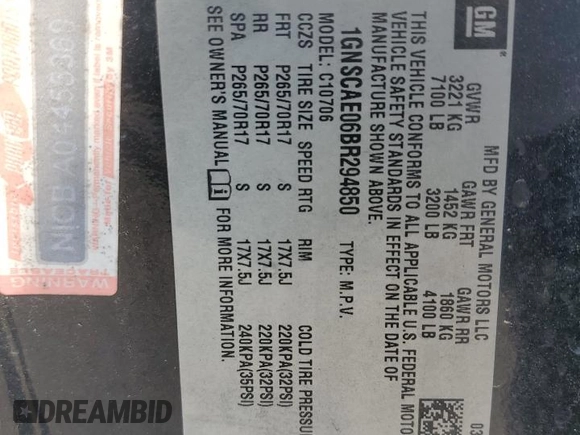 GM
MFD BY GENERAL MOTORS LLC
03
GVWR GAWR FRT GAWR RR
3221 KG 1452 KG 1860 KG
7100 LB 3200 LB 4100 LB
THIS VEHICLE CONFORMS TO ALL APPLICABLE U.S. FEDERAL MOTO
VEHICLE SAFETY STANDARDS IN EFFECT ON THE DATE OF
MANUFACTURE SHOWN ABOVE.
1GNSCAE06BR294850 TYPE: M.P.V.
MODEL: C10706
CCZS TIRE SIZE SPEED RTG RIM COLD TIRE PRESSU
FRT P265/70R17 S 17X7.5J 220KPA(32PSI)
RR P265/70R17 S 17X7.5J 220KPA(32PSI)
SPA P265/70R17 S 17X7.5J 240KPA(35PSI)
SEE OWNER'S MANUAL FOR MORE INFORMATION.
WARNING
TRACEABLE
NICB
DREAMBID